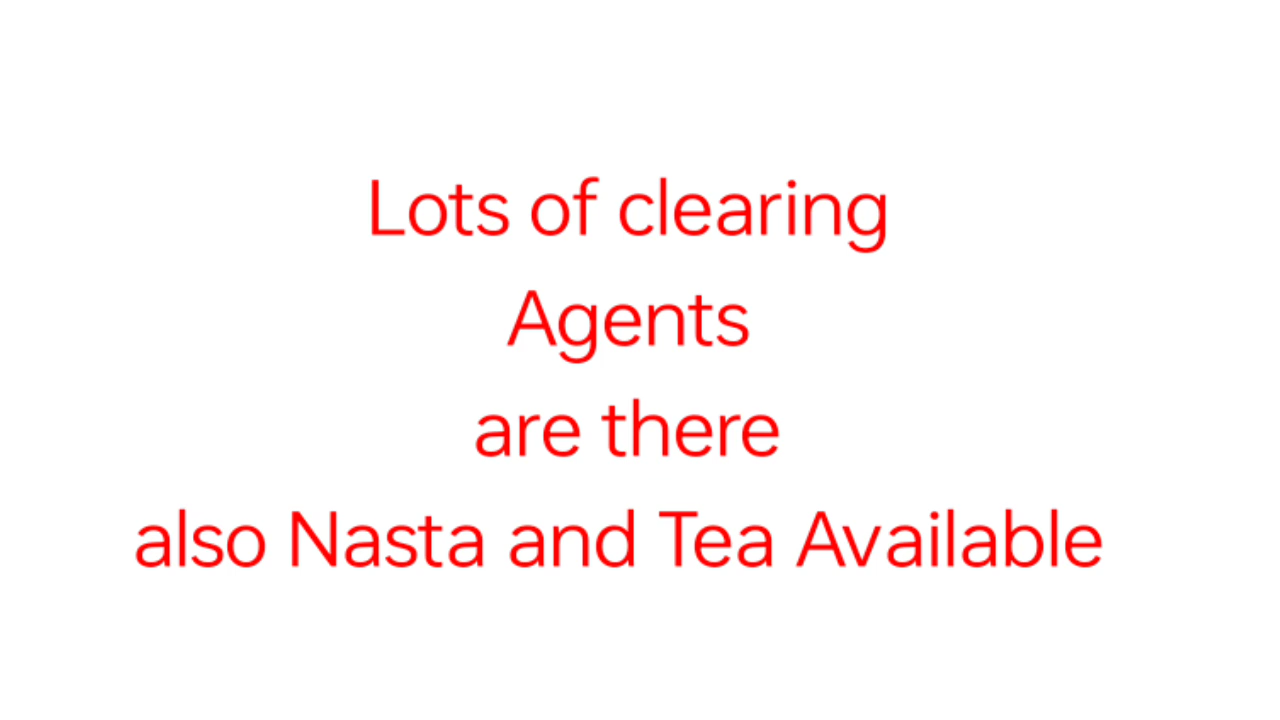 Lots of clearing
Agents
are there
also Nasta and Tea Available